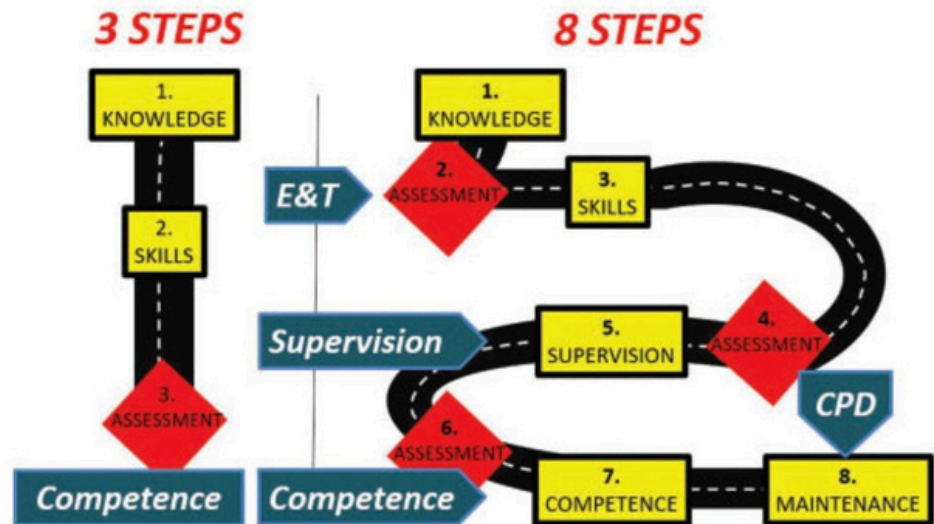 3 STEPS
1.
KNOWLEDGE
2.
SKILLS
3.
ASSESSMENT
Competence
8 STEPS
1.
KNOWLEDGE
E&T
2.
ASSESSMENT
3.
SKILLS
4.
ASSESSMENT
Supervision
5.
SUPERVISION
CPD
6.
ASSESSMENT
Competence
7.
COMPETENCE
8.
MAINTENANCE